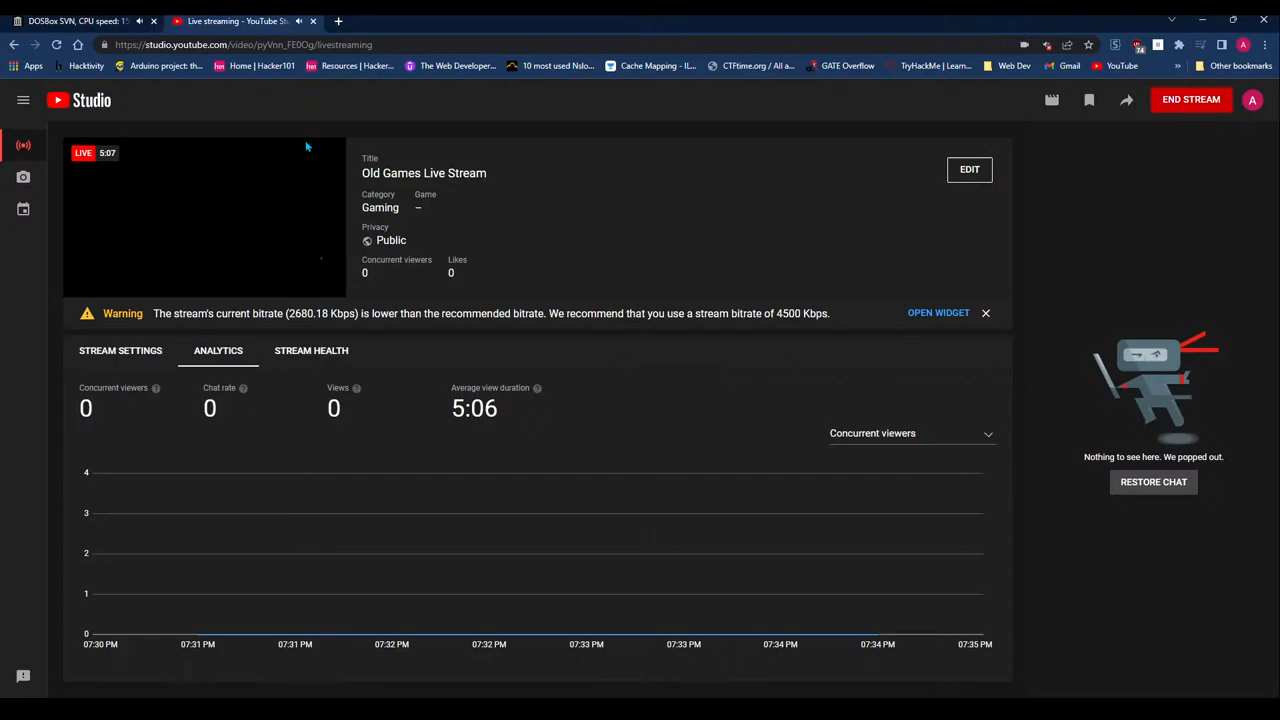 DOSBox SVN, CPU speed: 15
Live streaming - YouTube St
https://studio.youtube.com/video/pyVnn_FE0Og/livestreaming
74
A
Apps
Hacktivity
Arduino project: th...
Home | Hacker101
Resources | Hacker...
The Web Developer...
10 most used Nslo...
Cache Mapping - IL...
CTFtime.org / All a...
GATE Overflow
TryHackMe | Learn...
Web Dev
Gmail
YouTube
Other bookmarks
Studio
END STREAM
A
LIVE 5:07
Title
Old Games Live Stream
EDIT
Category Game
Gaming –
Privacy
Public
Concurrent viewers Likes
0 0
Warning The stream's current bitrate (2680.18 Kbps) is lower than the recommended bitrate. We recommend that you use a stream bitrate of 4500 Kbps. OPEN WIDGET
STREAM SETTINGS ANALYTICS STREAM HEALTH
Concurrent viewers Chat rate Views Average view duration
0 0 0 5:06
Concurrent viewers
4
3
2
1
0
07:30 PM 07:31 PM 07:31 PM 07:32 PM 07:32 PM 07:33 PM 07:33 PM 07:34 PM 07:34 PM 07:35 PM
Nothing to see here. We popped out.
RESTORE CHAT